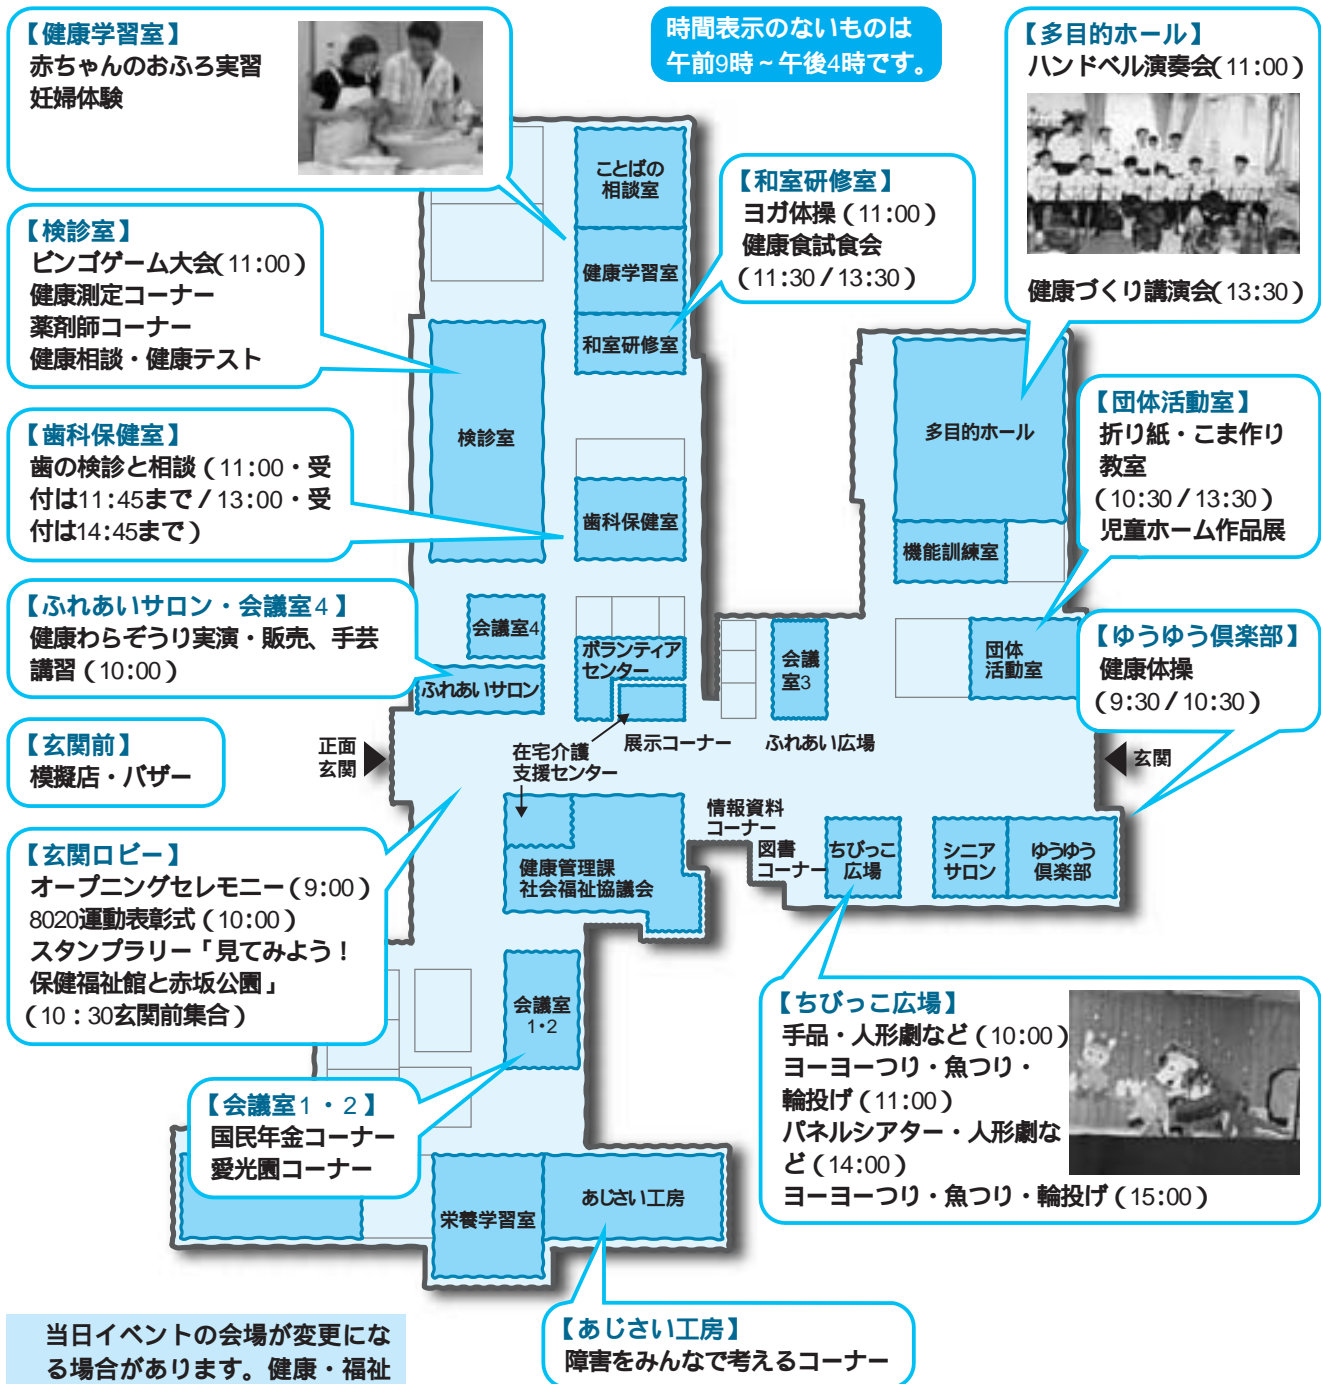 【健康学習室】
赤ちゃんのおふろ実習
妊婦体験
時間表示のないものは
午前9時~午後4時です。
【多目的ホール】
ハンドベル演奏会(11:00)
健康づくり講演会(13:30)
【検診室】
ビンゴゲーム大会(11:00)
健康測定コーナー
薬剤師コーナー
健康相談・健康テスト
【和室研修室】
ヨガ体操(11:00)
健康食試食会
(11:30/13:30)
【歯科保健室】
歯の検診と相談(11:00・受
付は11:45まで/13:00・受
付は14:45まで)
【団体活動室】
折り紙・こま作り
教室
(10:30/13:30)
児童ホーム作品展
【ふれあいサロン・会議室4】
健康わらぞうり実演・販売、手芸
講習(10:00)
【ゆうゆう倶楽部】
健康体操
(9:30/10:30)
【玄関前】
模擬店・バザー
【玄関ロビー】
オープニングセレモニー(9:00)
8020運動表彰式(10:00)
スタンプラリー「見てみよう!
保健福祉館と赤坂公園」
(10:30玄関前集合)
【会議室1・2】
国民年金コーナー
愛光園コーナー
【ちびっこ広場】
手品・人形劇など(10:00)
ヨーヨーつり・魚つり・
輪投げ(11:00)
パネルシアター・人形劇な
ど(14:00)
ヨーヨーつり・魚つり・輪投げ(15:00)
【あじさい工房】
障害をみんなで考えるコーナー
ことばの
相談室
健康学習室
和室研修室
検診室
歯科保健室
会議室4
ふれあいサロン
ボランティア
センター
展示コーナー
在宅介護
支援センター
正面
玄関
健康管理課
社会福祉協議会
会議室
1・2
栄養学習室
あじさい工房
多目的ホール
機能訓練室
団体
活動室
会議
室3
ふれあい広場
玄関
情報資料
コーナー
図書
コーナー
ちびっこ
広場
シニア
サロン
ゆうゆう
倶楽部
当日イベントの会場が変更にな
る場合があります。健康・福祉